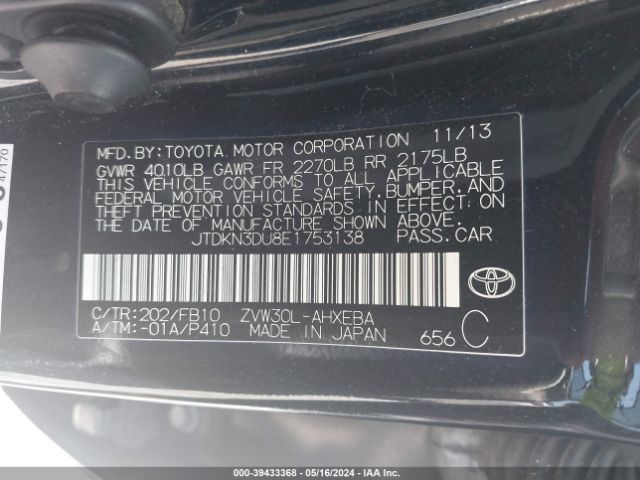 MFD. BY: TOYOTA MOTOR CORPORATION 11/13
GVWR 4010LB GAWR FR 2270LB RR 2175LB
THIS VEHICLE CONFORMS TO ALL APPLICABLE
FEDERAL MOTOR VEHICLE SAFETY, BUMPER, AND
THEFT PREVENTION STANDARDS IN EFFECT ON
THE DATE OF MANUFACTURE SHOWN ABOVE.
JTDKN3DU8E1753138 PASS. CAR
C/TR: 202/FB10 ZVW30L-AHXEBA
A/TM: -01A/P410 MADE IN JAPAN 656 C
TOYOTA
47170
000-39433368 - 05/16/2024 - IAA Inc.